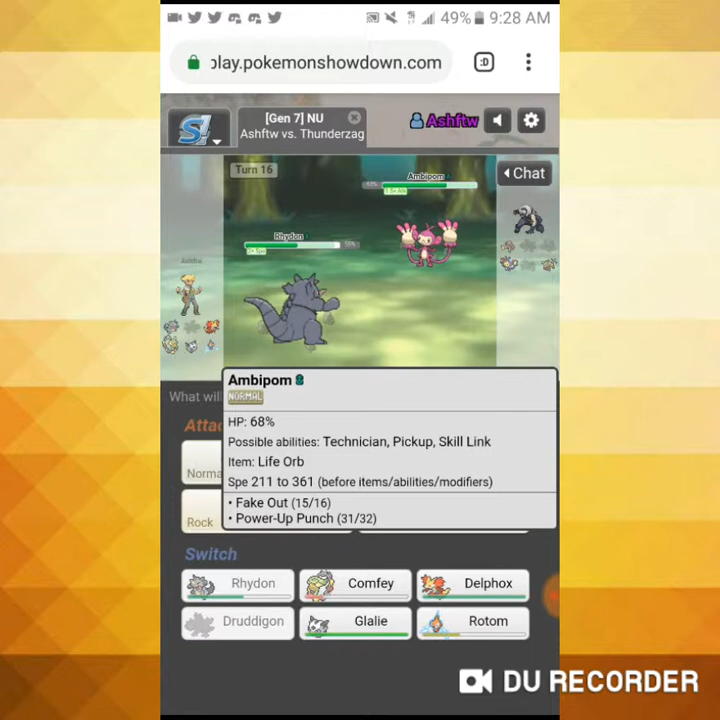 49% 9:28 AM
play.pokemonshowdown.com :D
[Gen 7] NU
Ashftw vs. Thunderzag
Ashftw
Turn 16
Ambipom
Chat
Rhydon
Ambipom
NORMAL
HP: 68%
Possible abilities: Technician, Pickup, Skill Link
Item: Life Orb
Spe 211 to 361 (before items/abilities/modifiers)
• Fake Out (15/16)
• Power-Up Punch (31/32)
What will
Attac
Norma
Rock
Switch
Rhydon Comfey Delphox
Druddigon Glalie Rotom
DU RECORDER